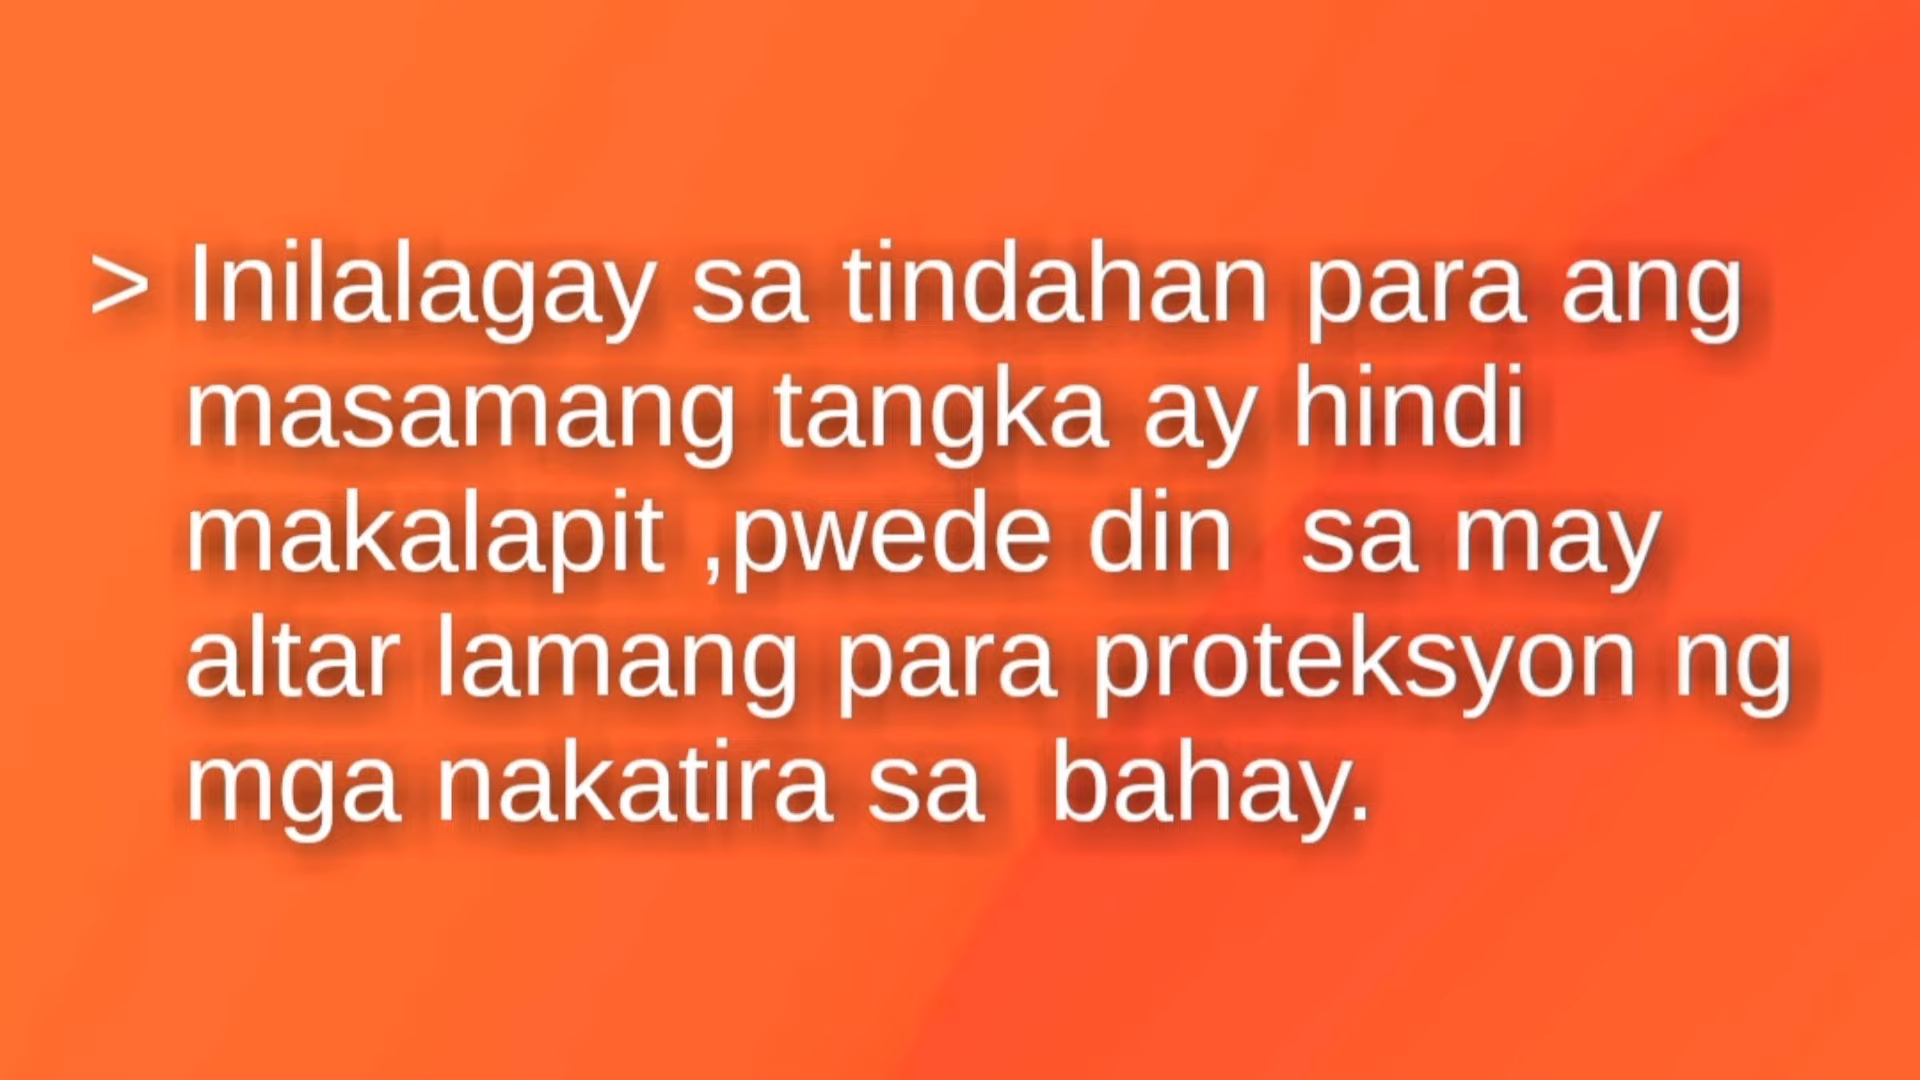 > Inilalagay sa tindahan para ang
masamang tangka ay hindi
makalapit ,pwede din  sa may
altar lamang para proteksyon ng
mga nakatira sa  bahay.